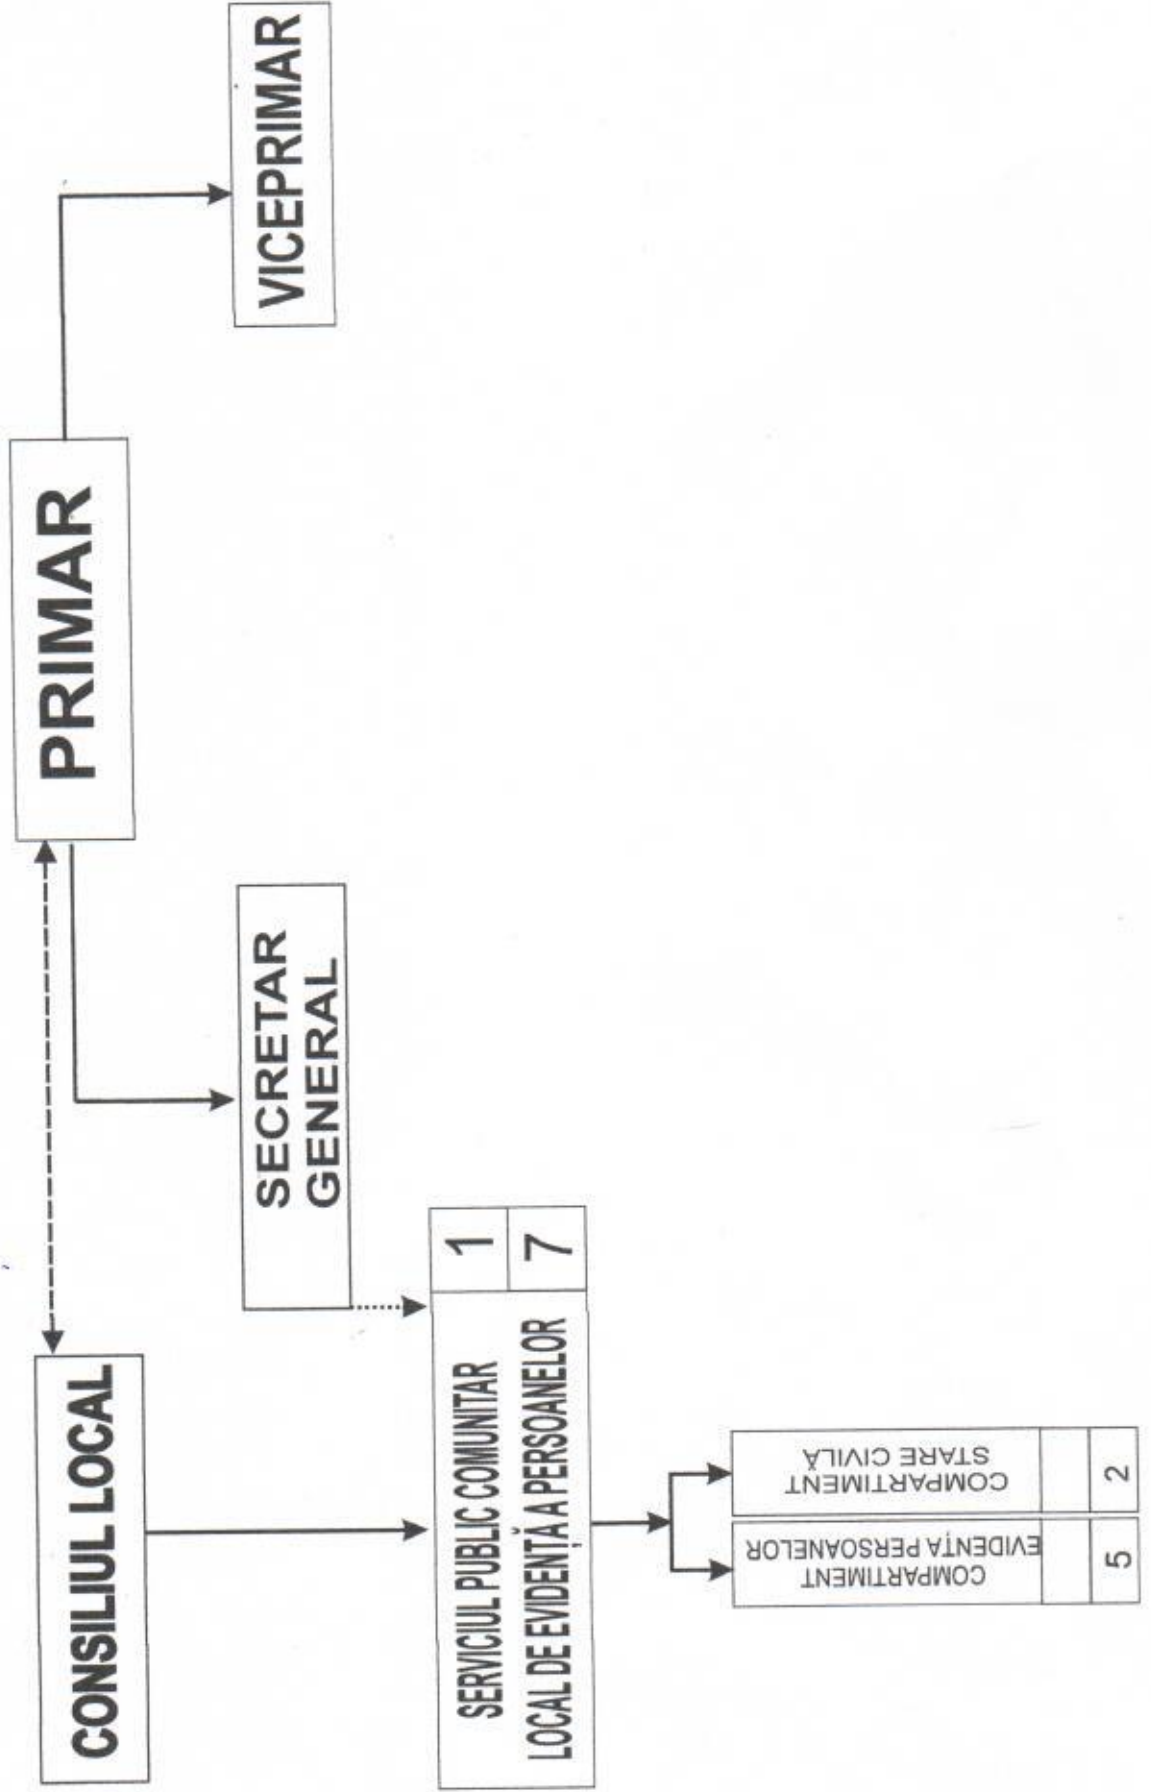 CONSILIUL LOCAL
PRIMAR
SECRETAR
GENERAL
VICEPRIMAR
SERVICIUL PUBLIC COMUNITAR
LOCAL DE EVIDENȚĂ A PERSOANELOR
1
7
COMPARTIMENT
EVIDENȚA PERSOANELOR
5
COMPARTIMENT
STARE CIVILĂ
2